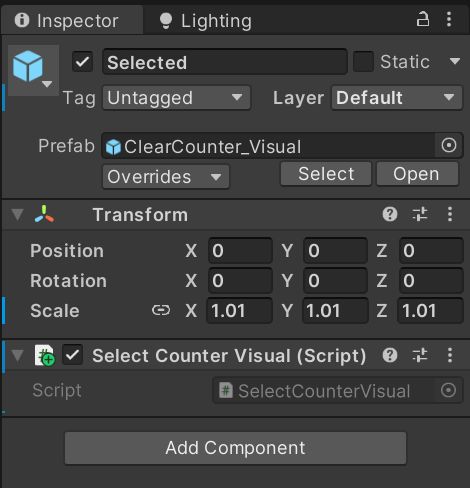 Inspector Lighting
Selected Static
Tag Untagged Layer Default
Prefab ClearCounter_Visual
Overrides Select Open
Transform
Position X 0 Y 0 Z 0
Rotation X 0 Y 0 Z 0
Scale X 1.01 Y 1.01 Z 1.01
# Select Counter Visual (Script)
Script # SelectCounterVisual
Add Component